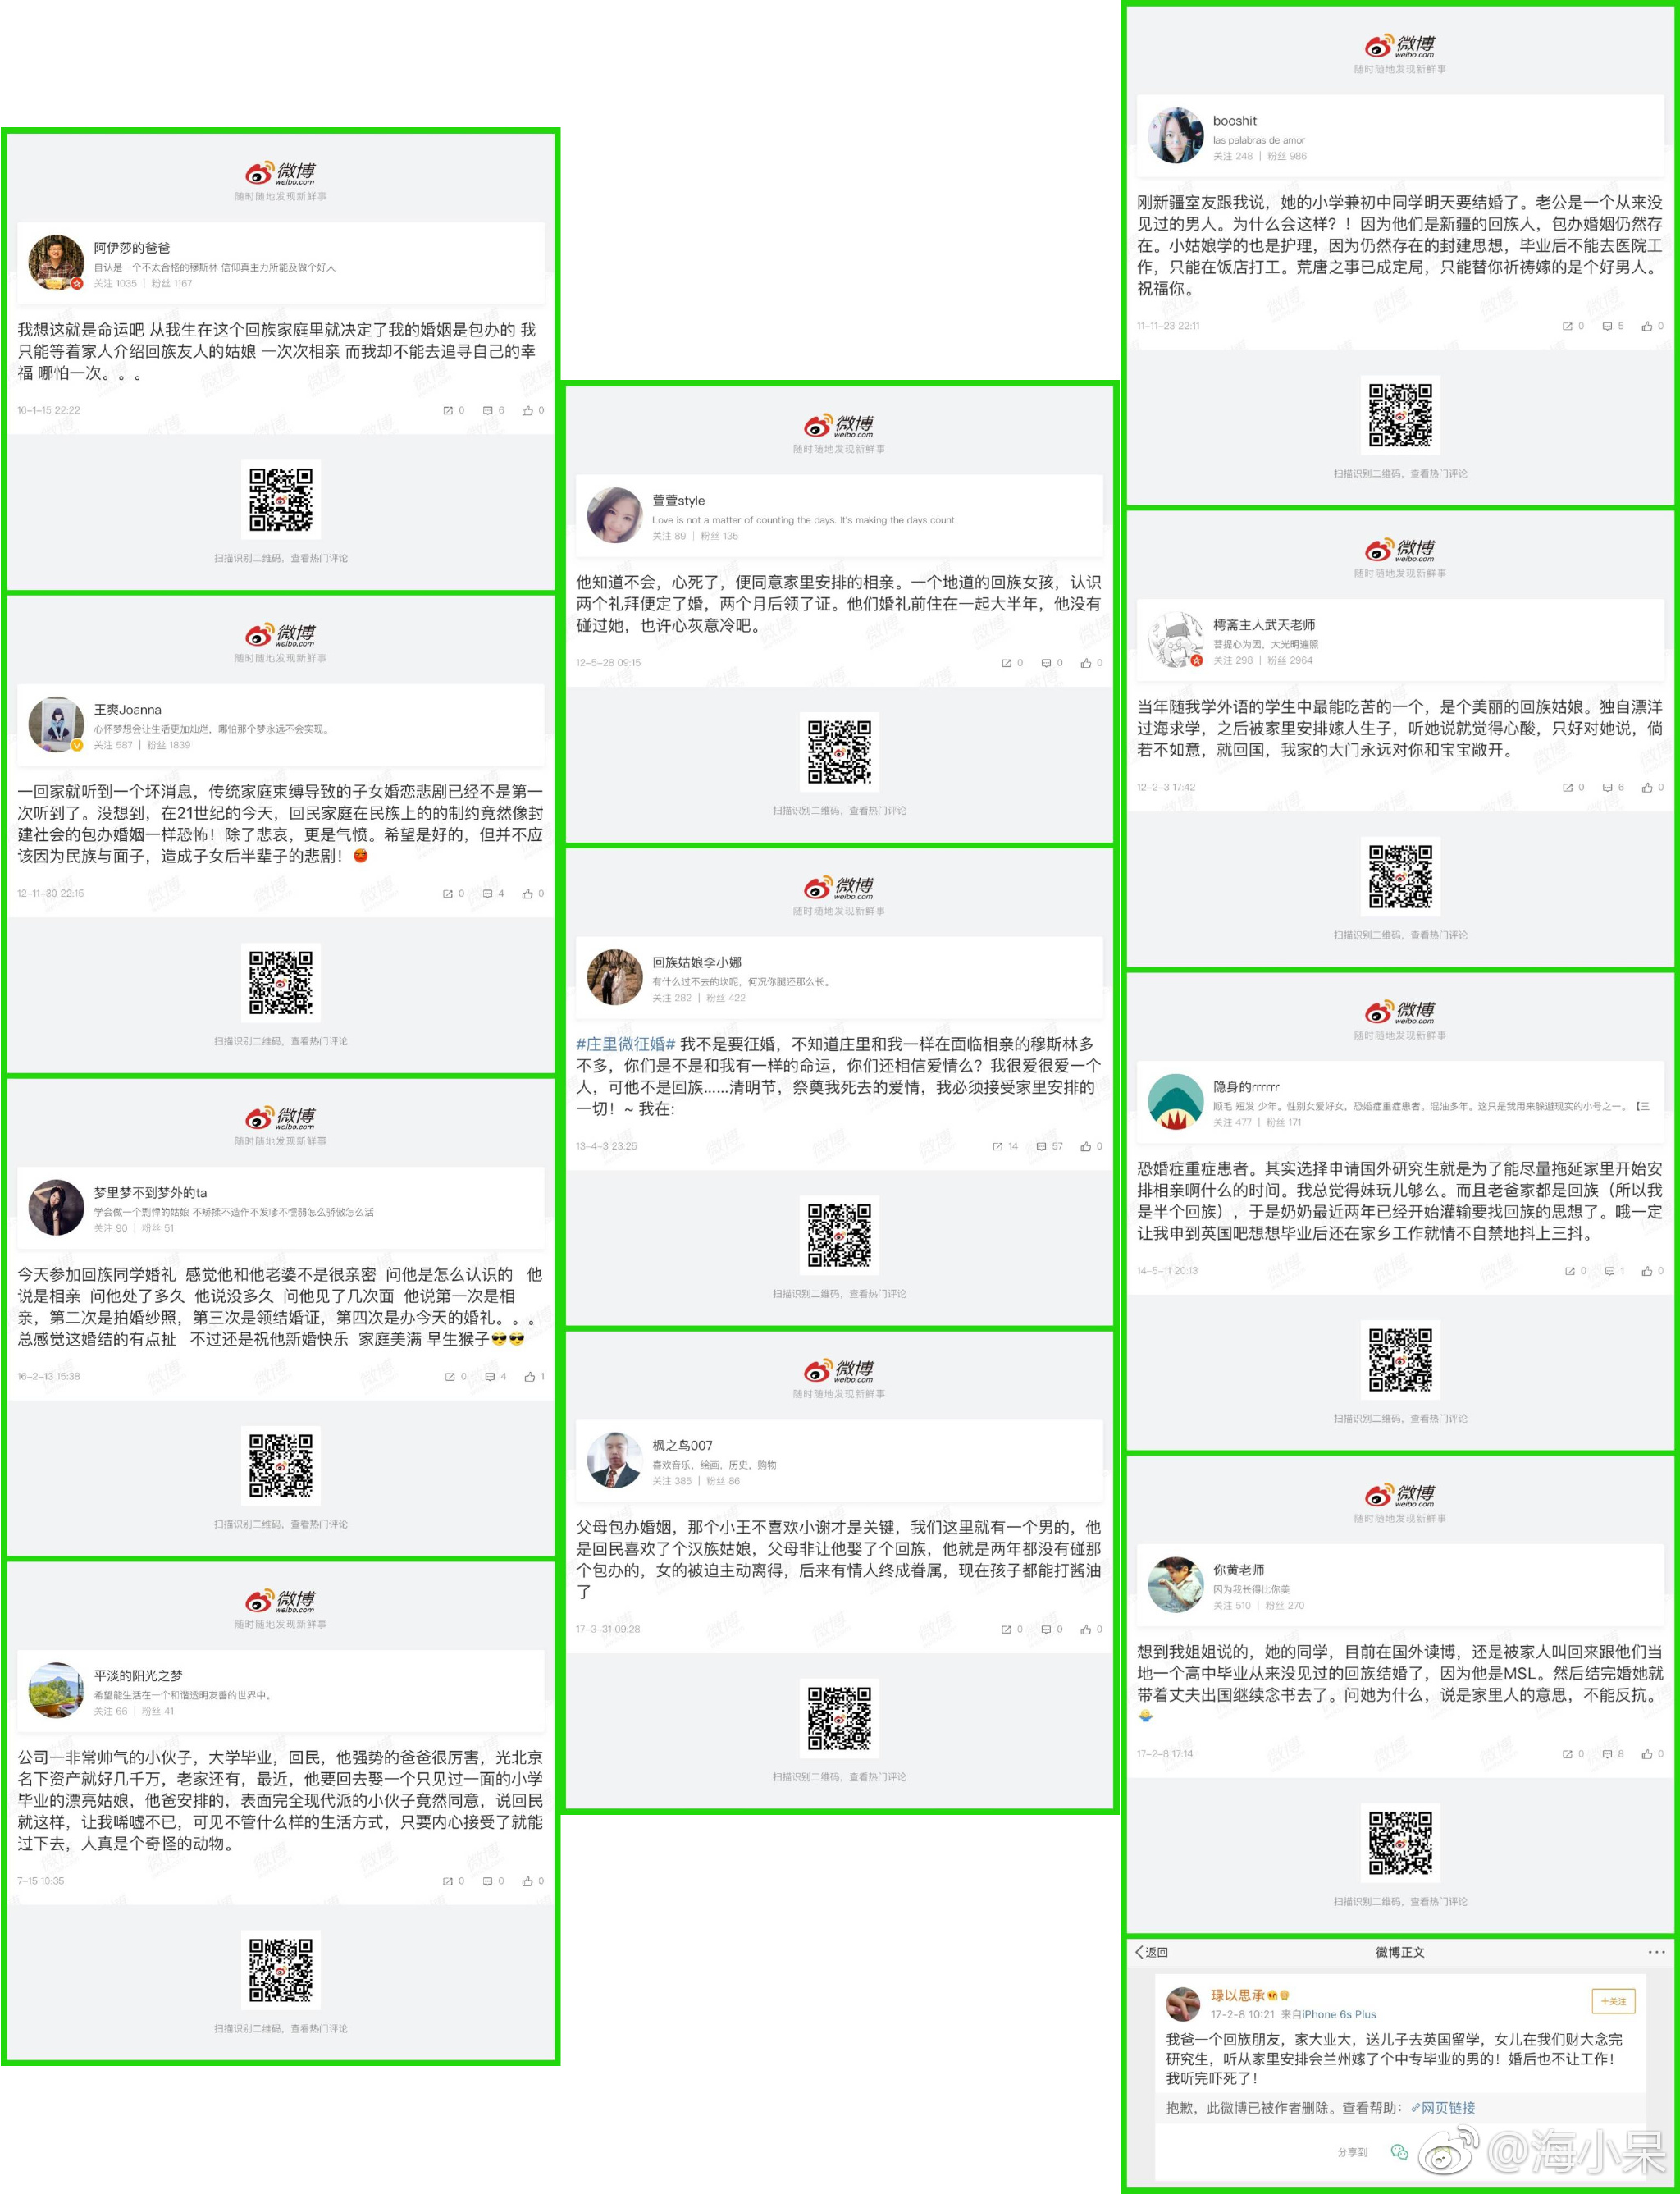 微博
weibo.com
随时随地发现新鲜事
阿伊莎的爸爸
自认是一个不太合格的穆斯林 信仰真主力所能及做个好人
关注 1035 | 粉丝 1167
我想这就是命运吧 从我生在这个回族家庭里就决定了我的婚姻是包办的 我
只能等着家人介绍回族友人的姑娘 一次次相亲 而我却不能去追寻自己的幸
福 哪怕一次。。。
10-1-15 22:22
0 6 0
扫描识别二维码,查看热门评论
微博
weibo.com
随时随地发现新鲜事
王爽Joanna
心怀梦想会让生活更加灿烂,哪怕那个梦永远不会实现。
关注 587 | 粉丝 1839
一回家就听到一个坏消息,传统家庭束缚导致的子女婚恋悲剧已经不是第一
次听到了。没想到,在21世纪的今天,回民家庭在民族上的的制约竟然像封
建社会的包办婚姻一样恐怖!除了悲哀,更是气愤。希望是好的,但并不应
该因为民族与面子,造成子女后半辈子的悲剧!
12-11-30 22:15
0 4 0
扫描识别二维码,查看热门评论
微博
weibo.com
随时随地发现新鲜事
梦里梦不到梦外的ta
学会做一个剽悍的姑娘 不矫揉不造作不发嗲不懦弱怎么骄傲怎么活
关注 90 | 粉丝 51
今天参加回族同学婚礼 感觉他和他老婆不是很亲密 问他是怎么认识的 他
说是相亲 问他处了多久 他说没多久 问他见了几次面 他说第一次是相
亲,第二次是拍婚纱照,第三次是领结婚证,第四次是办今天的婚礼。。。
总感觉这婚结的有点扯 不过还是祝他新婚快乐 家庭美满 早生猴子😎😎
16-2-13 15:38
0 4 1
扫描识别二维码,查看热门评论
微博
weibo.com
随时随地发现新鲜事
平淡的阳光之梦
希望能生活在一个和谐透明友善的世界中。
关注 66 | 粉丝 41
公司一非常帅气的小伙子,大学毕业,回民,他强势的爸爸很厉害,光北京
名下资产就好几千万,老家还有,最近,他要回去娶一个只见过一面的小学
毕业的漂亮姑娘,他爸安排的,表面完全现代派的小伙子竟然同意,说回民
就这样,让我唏嘘不已,可见不管什么样的生活方式,只要内心接受了就能
过下去,人真是个奇怪的动物。
7-15 10:35
0 0 0
扫描识别二维码,查看热门评论
微博
weibo.com
随时随地发现新鲜事
萱萱style
Love is not a matter of counting the days. It's making the days count.
关注 89 | 粉丝 135
他知道不会,心死了,便同意家里安排的相亲。一个地道的回族女孩,认识
两个礼拜便定了婚,两个月后领了证。他们婚礼前住在一起大半年,他没有
碰过她,也许心灰意冷吧。
12-5-28 09:15
0 0 0
扫描识别二维码,查看热门评论
微博
weibo.com
随时随地发现新鲜事
回族姑娘李小娜
有什么过不去的坎呢,何况你腿还那么长。
关注 282 | 粉丝 422
#庄里微征婚# 我不是要征婚,不知道庄里和我一样在面临相亲的穆斯林多
不多,你们是不是和我有一样的命运,你们还相信爱情么?我很爱很爱一个
人,可他不是回族......清明节,祭奠我死去的爱情,我必须接受家里安排的
一切!~ 我在:
13-4-3 23:25
14 57 0
扫描识别二维码,查看热门评论
微博
weibo.com
随时随地发现新鲜事
枫之鸟007
喜欢音乐,绘画,历史,购物
关注 385 | 粉丝 86
父母包办婚姻,那个小王不喜欢小谢才是关键,我们这里就有一个男的,他
是回民喜欢了个汉族姑娘,父母非让他娶了个回族,他就是两年都没有碰那
个包办的,女的被迫主动离得,后来有情人终成眷属,现在孩子都能打酱油
了
17-3-31 09:28
0 0 0
扫描识别二维码,查看热门评论
微博
weibo.com
随时随地发现新鲜事
booshit
las palabras de amor
关注 248 | 粉丝 986
刚新疆室友跟我说,她的小学兼初中同学明天要结婚了。老公是一个从来没
见过的男人。为什么会这样?!因为他们是新疆的回族人,包办婚姻仍然存
在。小姑娘学的也是护理,因为仍然存在的封建思想,毕业后不能去医院工
作,只能在饭店打工。荒唐之事已成定局,只能替你祈祷嫁的是个好男人。
祝福你。
11-11-23 22:11
0 5 0
扫描识别二维码,查看热门评论
微博
weibo.com
随时随地发现新鲜事
樗斋主人武天老师
菩提心为因,大光明遍照
关注 298 | 粉丝 2964
当年随我学外语的学生中最能吃苦的一个,是个美丽的回族姑娘。独自漂洋
过海求学,之后被家里安排嫁人生子,听她说就觉得心酸,只好对她说,倘
若不如意,就回国,我家的大门永远对你和宝宝敞开。
12-2-3 17:42
0 6 0
扫描识别二维码,查看热门评论
微博
weibo.com
随时随地发现新鲜事
隐身的rrrrrr
顺毛 短发 少年。性别女爱好女,恐婚症重症患者。混油多年。这只是我用来躲避现实的小号之一。【三
关注 477 | 粉丝 171
恐婚症重症患者。其实选择申请国外研究生就是为了能尽量拖延家里开始安
排相亲啊什么的时间。我总觉得妹玩儿够么。而且老爸家都是回族(所以我
是半个回族),于是奶奶最近两年已经开始灌输要找回族的思想了。哦一定
让我申到英国吧想想毕业后还在家乡工作就情不自禁地抖上三抖。
14-5-11 20:13
0 1 0
扫描识别二维码,查看热门评论
微博
weibo.com
随时随地发现新鲜事
你黄老师
因为我长得比你美
关注 510 | 粉丝 270
想到我姐姐说的,她的同学,目前在国外读博,还是被家人叫回来跟他们当
地一个高中毕业从来没见过的回族结婚了,因为他是MSL。然后结完婚她就
带着丈夫出国继续念书去了。问她为什么,说是家里人的意思,不能反抗。
17-2-8 17:14
0 8 0
扫描识别二维码,查看热门评论
返回 微博正文 ···
琭以思承
+关注
17-2-8 10:21 来自iPhone 6s Plus
我爸一个回族朋友,家大业大,送儿子去英国留学,女儿在我们财大念完
研究生,听从家里安排会兰州嫁了个中专毕业的男的!婚后也不让工作!
我听完吓死了!
抱歉,此微博已被作者删除。查看帮助:网页链接
分享到
@海小呆